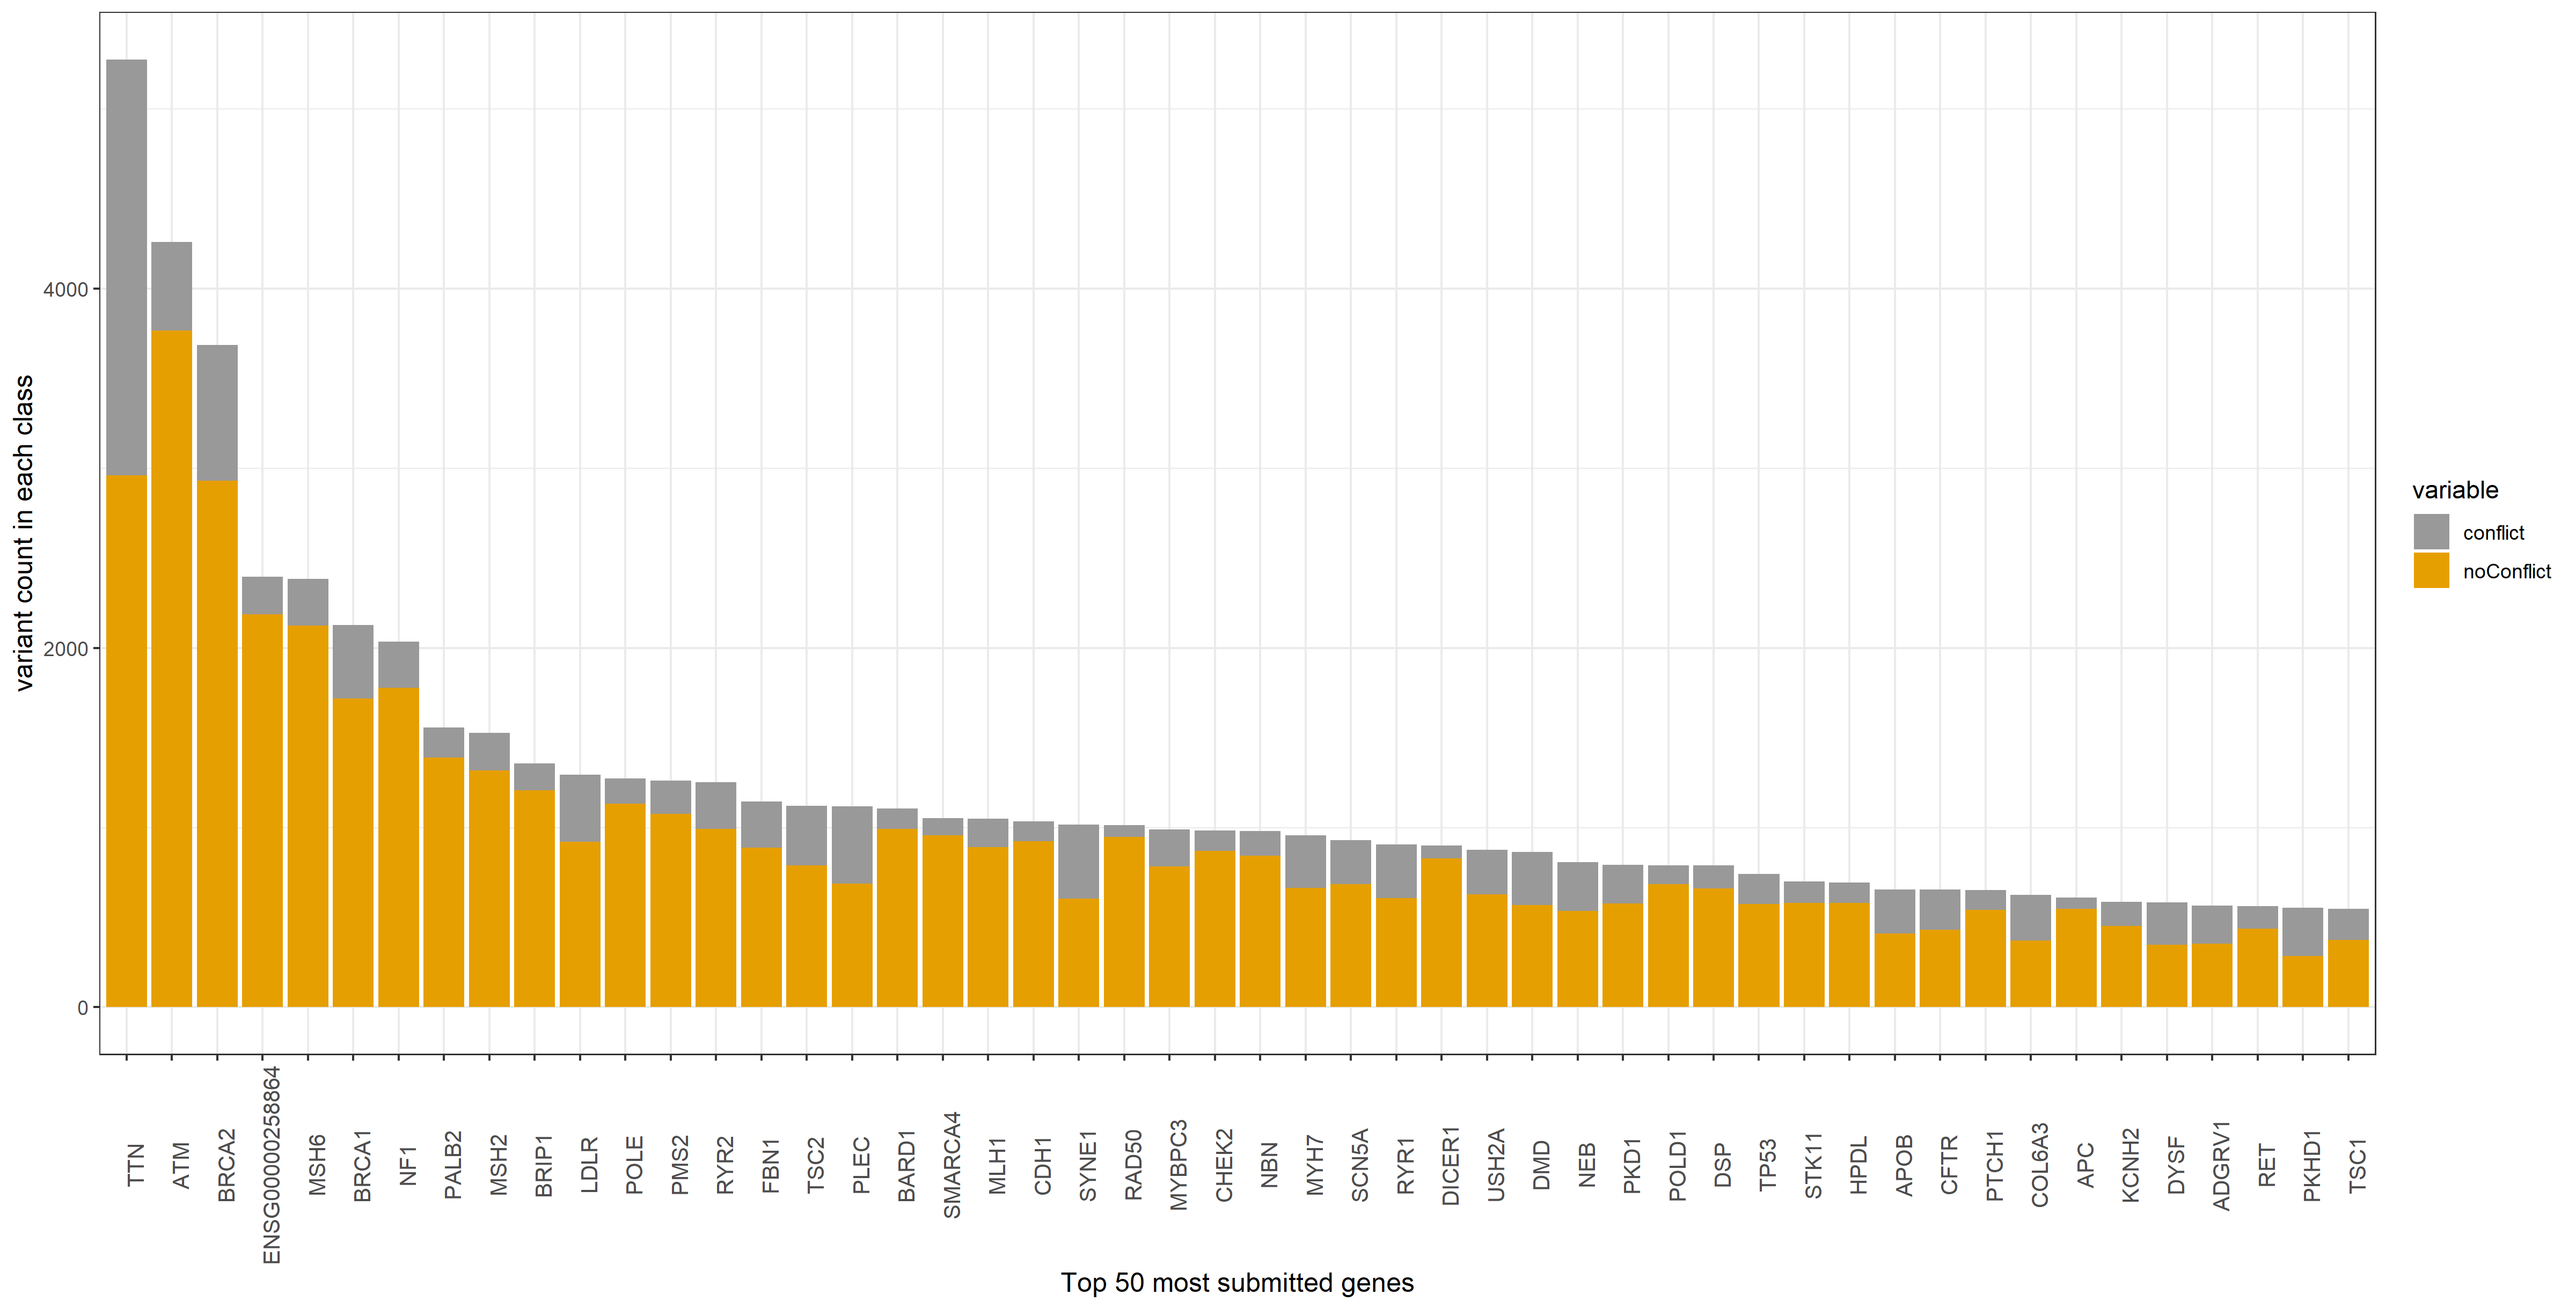 variant count in each class
4000
2000
0
TTN
ATM
BRCA2
ENSG00000258864
MSH6
BRCA1
NF1
PALB2
MSH2
BRIP1
LDLR
POLE
PMS2
RYR2
FBN1
TSC2
PLEC
BARD1
SMARCA4
MLH1
CDH1
SYNE1
RAD50
MYBPC3
CHEK2
NBN
MYH7
SCN5A
RYR1
DICER1
USH2A
DMD
NEB
PKD1
POLD1
DSP
TP53
STK11
HPDL
APOB
CFTR
PTCH1
COL6A3
APC
KCNH2
DYSF
ADGRV1
RET
PKHD1
TSC1
Top 50 most submitted genes
variable
conflict
noConflict